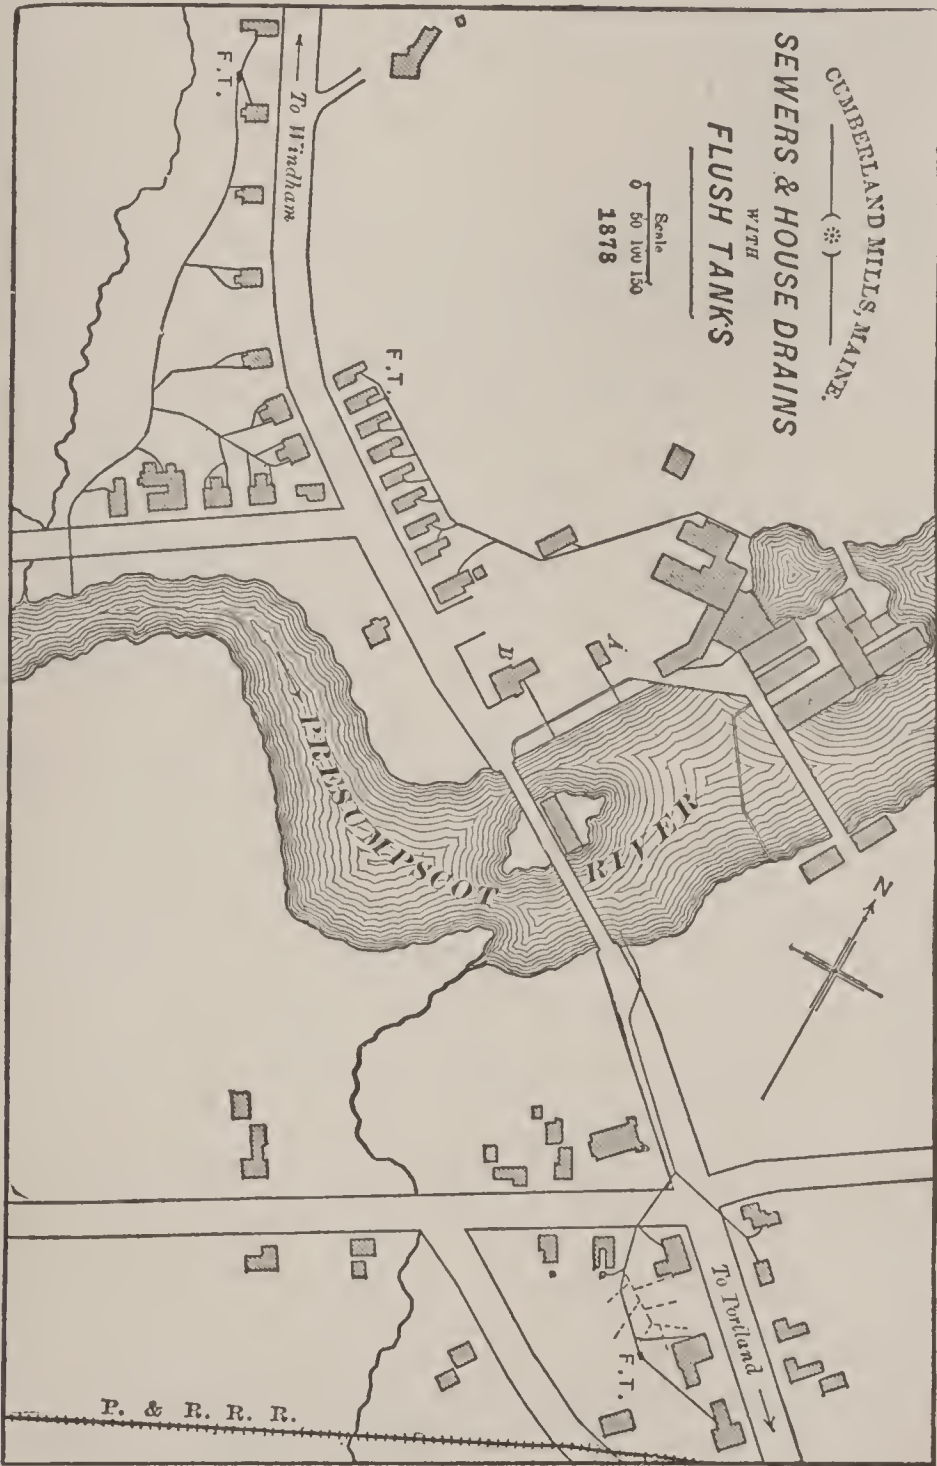 CUMBERLAND MILLS, MAINE.
SEWERS & HOUSE DRAINS
WITH
FLUSH TANKS
Scale
0 50 100 150
1878
To Windham
F.T.
F.T.
A.
B
PRESUMPSCOT
RIVER
N
To Portland
F.T.
P. & R. R. R.